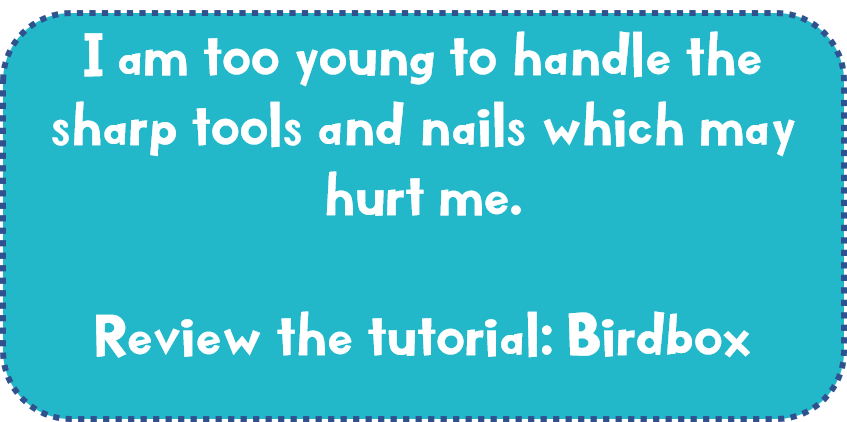 I am too young to handle the
sharp tools and nails which may
hurt me.
Review the tutorial: Birdbox